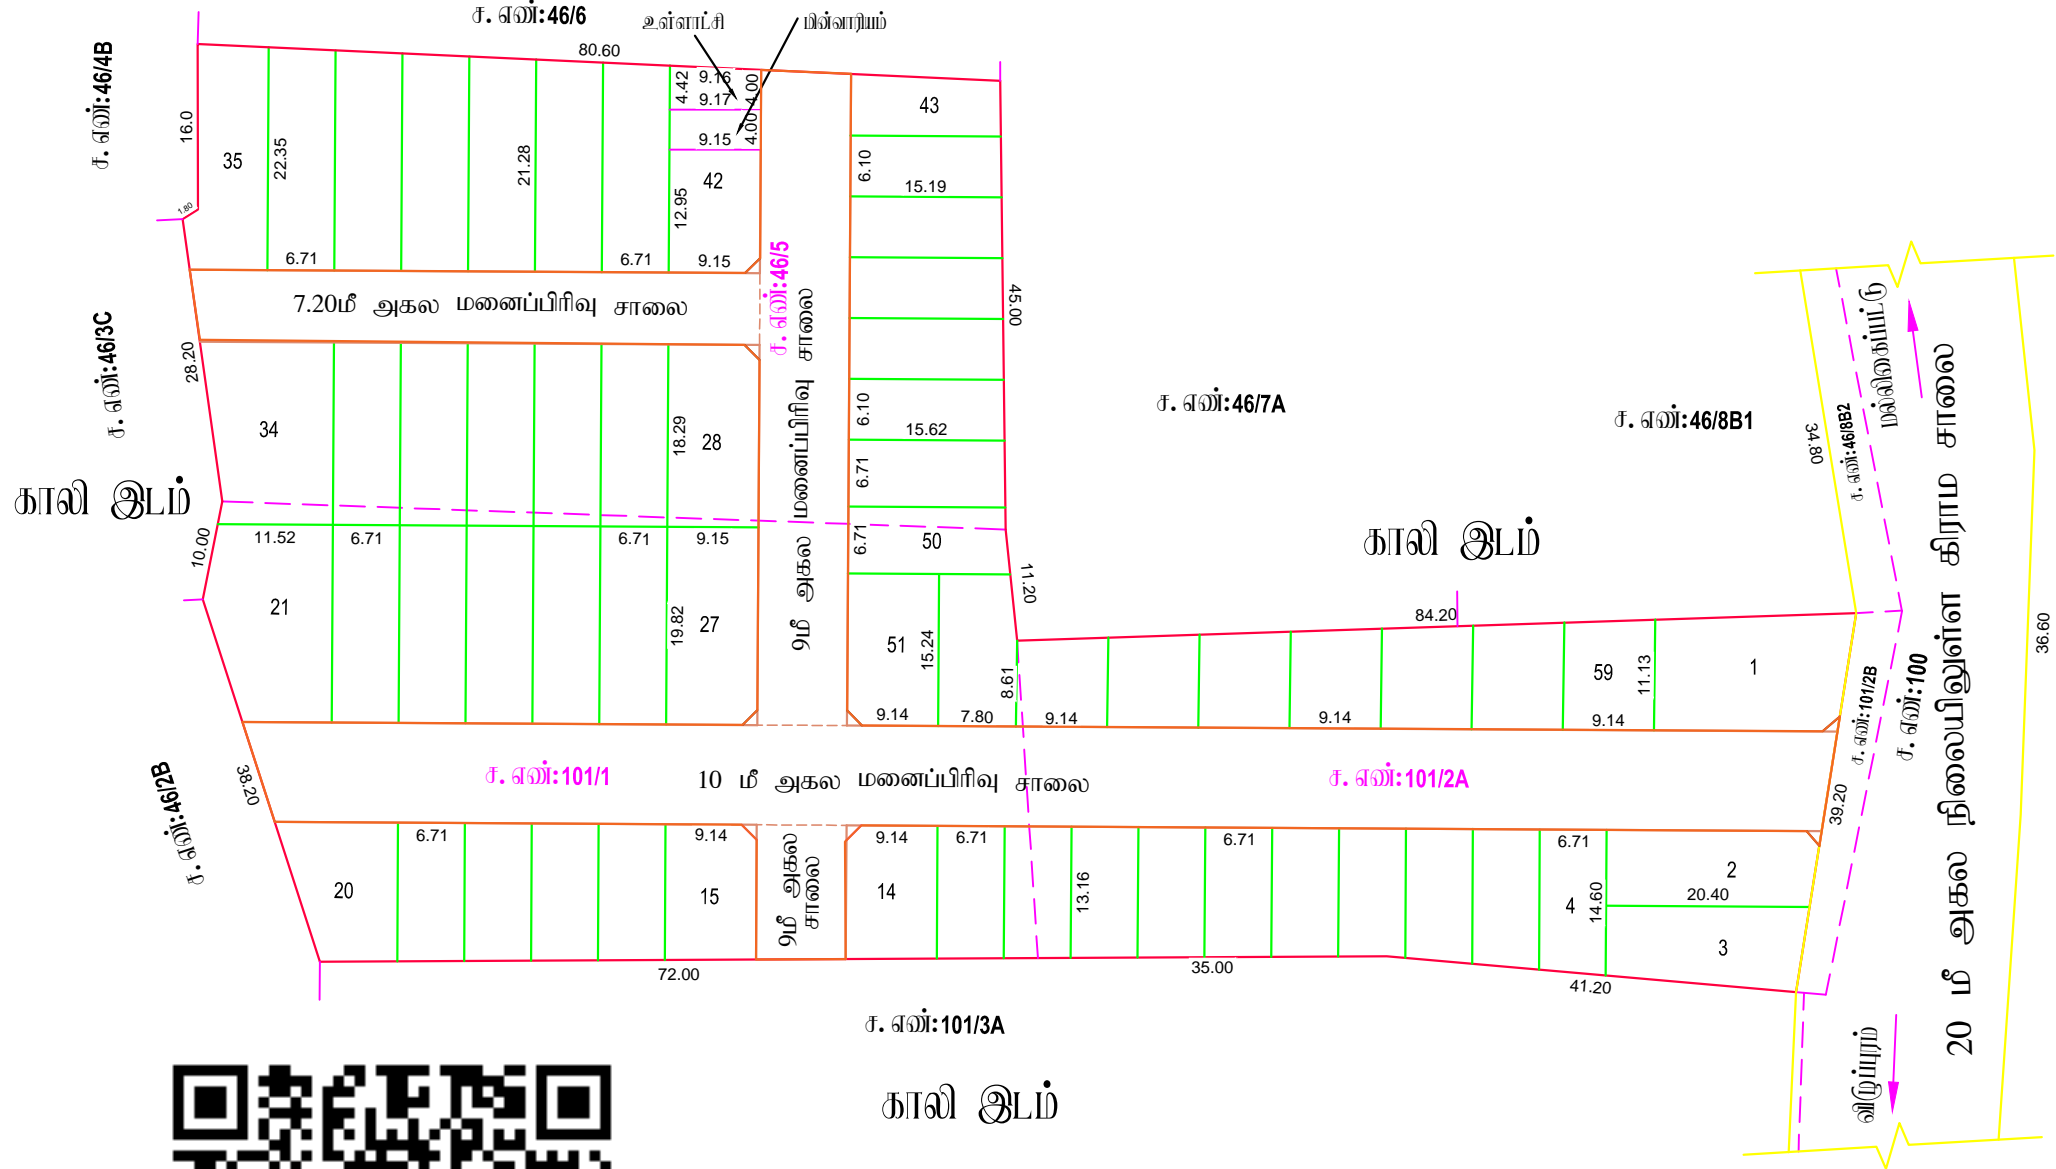 ச. எண்:46/6
உள்ளாட்சி
மின்வாரியம்
80.60
ச. எண்:46/4B
16.0
35
22.35
21.28
4.42
9.16
9.17
4.00
4.00
9.15
42
12.95
43
6.10
15.19
1.80
6.71
6.71
9.15
ச. எண்:46/5
7.20மீ அகல மனைப்பிரிவு சாலை
9மீ அகல மனைப்பிரிவு சாலை
45.00
ச. எண்:46/3C
28.20
34
18.29
28
6.10
15.62
6.71
ச. எண்:46/7A
ச. எண்:46/8B1
34.80
ச. எண்:46/8B2
மல்லிகைப்பட்டு
காலி இடம்
10.00
11.52
6.71
6.71
9.15
6.71
50
11.20
காலி இடம்
21
19.82
27
51
15.24
8.61
84.20
59
11.13
1
36.60
9.14
7.80
9.14
9.14
9.14
ச. எண்:101/2B
ச. எண்:100
20 மீ அகல நிலையிலுள்ள கிராம சாலை
ச. எண்:46/2B
38.20
ச. எண்:101/1
10 மீ அகல மனைப்பிரிவு சாலை
ச. எண்:101/2A
39.20
20
6.71
9.14
15
9மீ அகல
சாலை
9.14
14
6.71
13.16
6.71
6.71
4
14.60
2
20.40
3
72.00
35.00
41.20
ச. எண்:101/3A
விழுப்புரம்
காலி இடம்